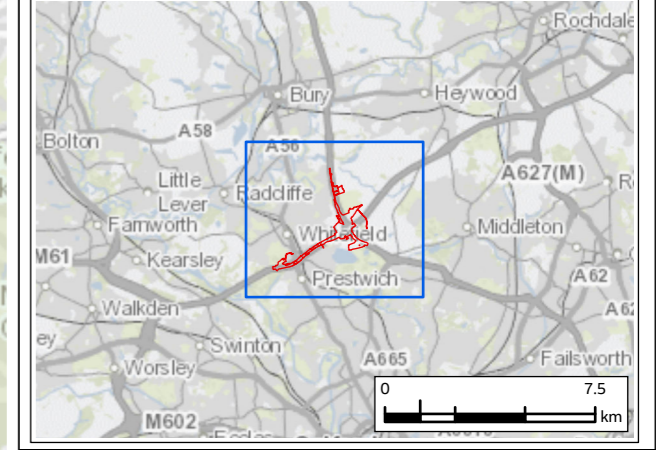 Rochdale
Bury
Heywood
A58
Bolton
A56
A627(M)
Little
Lever
Radcliffe
Farnworth
Whitefield
Middleton
M61
Kearsley
A62
Prestwich
Walkden
Swinton
A665
Failsworth
Worsley
0 7.5
km
M602